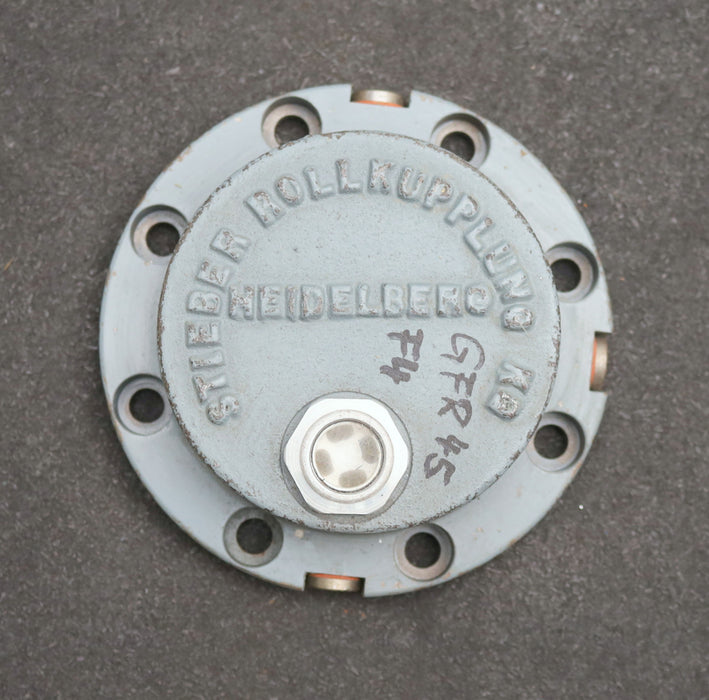 STIEBER ROLLKUPPLUNG KG
HEIDELBERG
GFR 45
F4